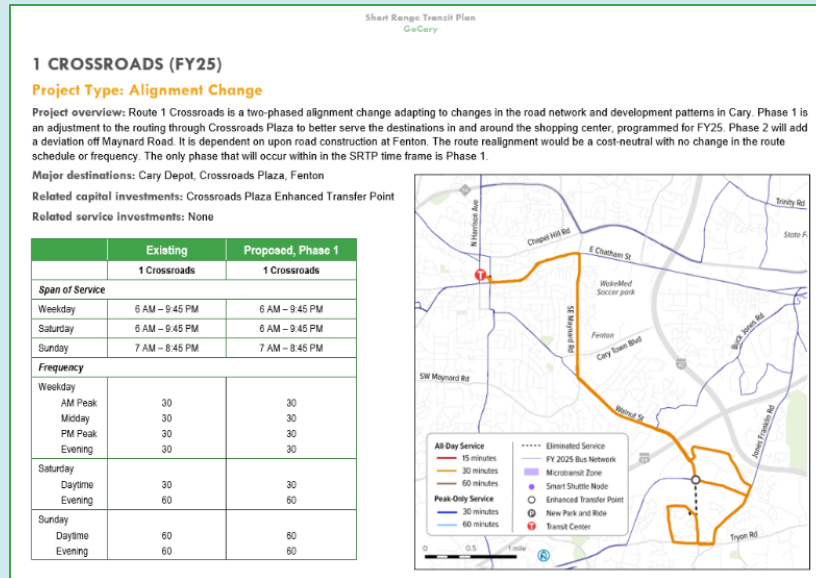 Short Range Transit Plan
GoCary
1 CROSSROADS (FY25)
Project Type: Alignment Change
Project overview: Route 1 Crossroads is a two-phased alignment change adapting to changes in the road network and development patterns in Cary. Phase 1 is
an adjustment to the routing through Crossroads Plaza to better serve the destinations in and around the shopping center, programmed for FY25. Phase 2 will add
a deviation off Maynard Road. It is dependent on upon road construction at Fenton. The route realignment would be a cost-neutral with no change in the route
schedule or frequency. The only phase that will occur within in the SRTP time frame is Phase 1.
Major destinations: Cary Depot, Crossroads Plaza, Fenton
Related capital investments: Crossroads Plaza Enhanced Transfer Point
Related service investments: None
Existing Proposed, Phase 1
1 Crossroads 1 Crossroads
Span of Service
Weekday 6 AM – 9:45 PM 6 AM – 9:45 PM
Saturday 6 AM – 9:45 PM 6 AM – 9:45 PM
Sunday 7 AM – 8:45 PM 7 AM – 8:45 PM
Frequency
Weekday
AM Peak 30 30
Midday 30 30
PM Peak 30 30
Evening 30 30
Saturday
Daytime 30 30
Evening 60 60
Sunday
Daytime 60 60
Evening 60 60
N Harrison Ave
Chapel Hill Rd
E Chatham St
Trinity Rd
State F
T
WakeMed
Soccer park
SE Maynard Rd
Fenton
Cary Town Blvd
Buck Jones Rd
SW Maynard Rd
Walnut St
Jones Franklin Rd
Tryon Rd
All-Day Service
15 minutes
30 minutes
60 minutes
Peak-Only Service
30 minutes
60 minutes
Eliminated Service
FY 2025 Bus Network
Microtransit Zone
Smart Shuttle Node
Enhanced Transfer Point
P New Park and Ride
T Transit Center
0 0.5 1 mile